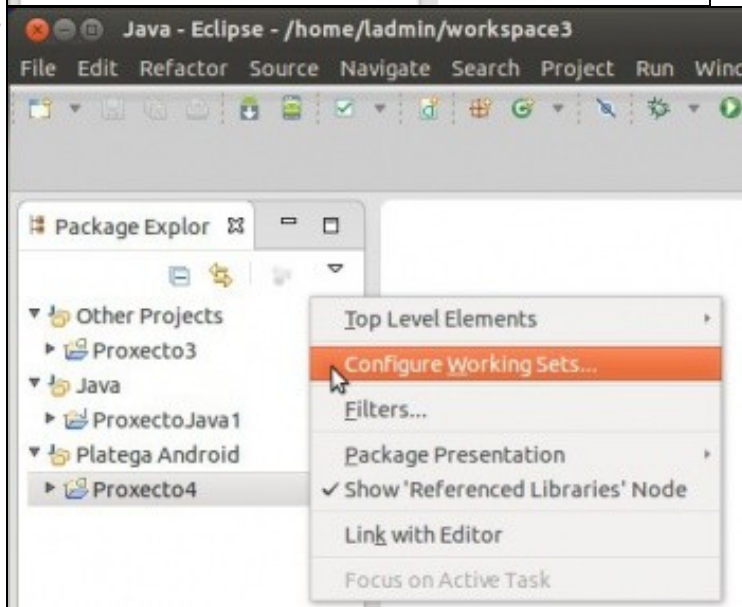 Java - Eclipse - /home/ladmin/workspace3
File Edit Refactor Source Navigate Search Project Run Wind
Package Explor
Other Projects
Proxecto3
Java
ProxectoJava1
Platega Android
Proxecto4
Top Level Elements
Configure Working Sets...
Filters...
Package Presentation
Show 'Referenced Libraries' Node
Link with Editor
Focus on Active Task